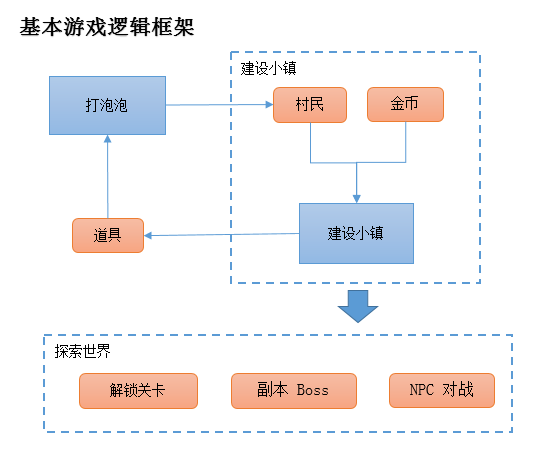 基本游戏逻辑框架
建设小镇
打泡泡
村民
金币
道具
建设小镇
探索世界
解锁关卡
副本 Boss
NPC 对战